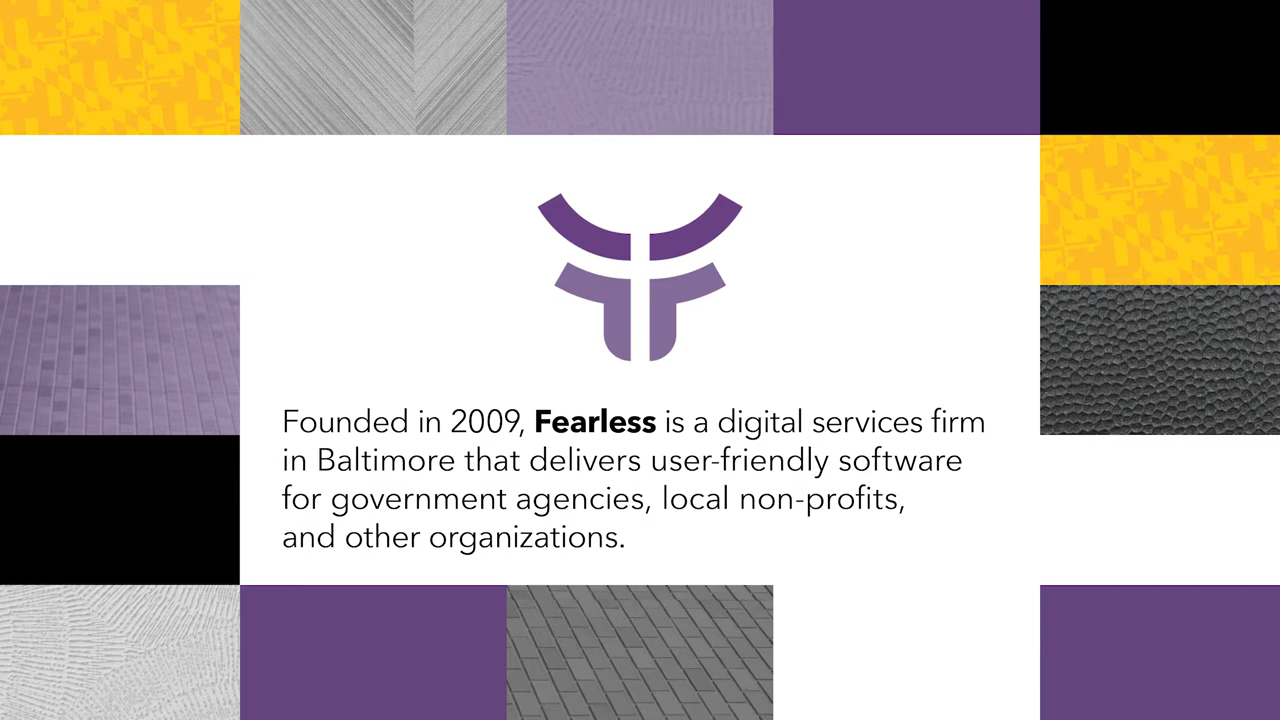 Founded in 2009, Fearless is a digital services firm
in Baltimore that delivers user-friendly software
for government agencies, local non-profits,
and other organizations.